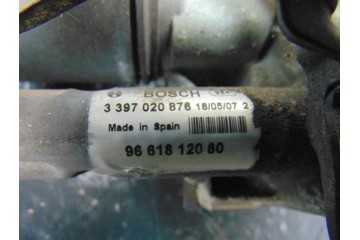 BOSCH
3 397 020 876 18/05/07 2
Made in Spain
96 618 120 80